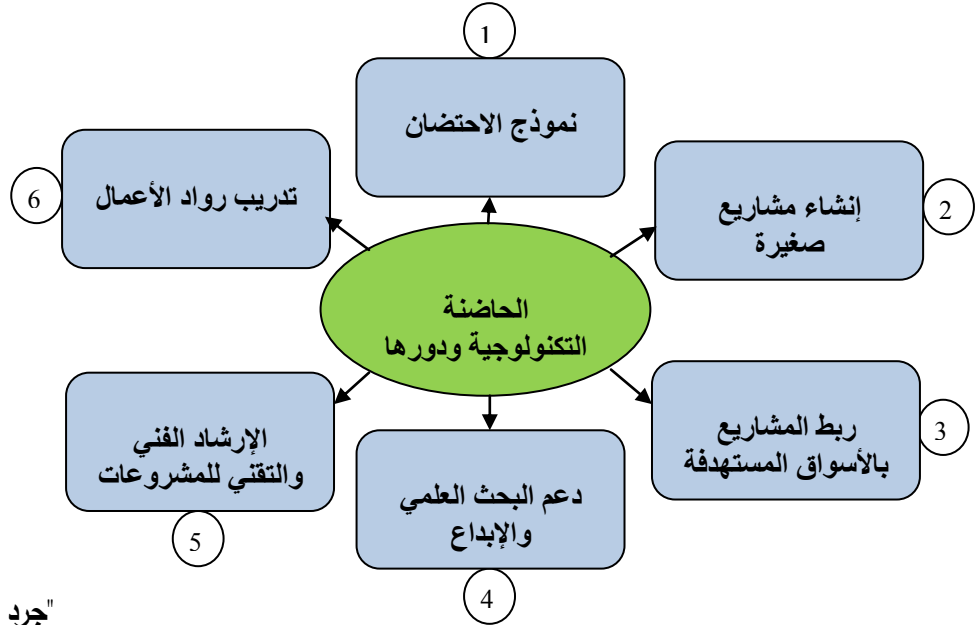 1
نموذج الاحتضان
2
إنشاء مشاريع
صغيرة
3
ربط المشاريع
بالأسواق المستهدفة
4
دعم البحث العلمي
والإبداع
5
الإرشاد الفني
والتقني للمشروعات
6
تدريب رواد الأعمال
الحاضنة
التكنولوجية ودورها
"جرد